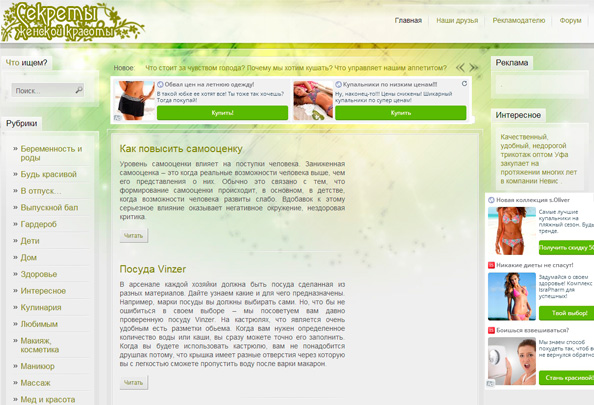 Секреты
женской красоты
Главная
Наши друзья
Рекламодателю
Форум
Что ищем?
Поиск...
Рубрики
» Беременность и
роды
» Будь красивой
» В отпуск...
» Выпускной бал
» Гардероб
» Дети
» Дом
» Здоровье
» Интересное
» Кулинария
» Любимым
» Макияж,
косметика
» Маникюр
» Массаж
» Мед и красота
Новое:
Что стоит за чувством голода? Почему мы хотим кушать? Что управляет нашим аппетитом?
Обвал цен на летнюю одежду!
В такой юбке ее хотят все! Ты тоже так хочешь?
Тогда покупай!
Купить!
Купальники по низким ценам!!!
Ну, наконец-то!!! Цены снижены! Шикарный
купальники по супер ценам!
Купить
Как повысить самооценку
Уровень самооценки влияет на поступки человека. Заниженная
самооценка – это когда реальные возможности человека выше, чем
его представления о них. Обычно это связано с тем, что
формирование самооценки происходит, в основном, в детстве,
когда возможности человека развиты слабо. Вдобавок к этому
серьезное влияние оказывает негативное окружение, нездоровая
критика.
Читать
Посуда Vinzer
В арсенале каждой хозяйки должна быть посуда сделанная из
разных материалов. Дайте узнаем какие и для чего предназначены.
Например, марки посуды вы должны выбирать сами. Но, что бы не
ошибиться в своем выборе – мы посоветуем вам давно
проверенную посуду Vinzer. На кастрюлях, что является очень
удобным есть разметки обьема. Когда вам нужен определенное
количество воды или каши, вы сразу можете точно его заполнить.
Когда вы будете использовать кастрюлю, вам не понадобится
друшлаг потому, что крышка имеет разные отверстия через которую
вы с легкостью сможете пропустить воду после варки макарон.
Читать
Реклама
Интересное
Качественный,
удобный, недорогой
трикотаж оптом Уфа
закупает на
протяжении многих лет
в компании Невис...
Новая коллекция s.Oliver
Самые лучшие
купальники на
пляжный сезон. Будь
тренде.
Получить скидку 50
Никакие диеты не спасут!
Задумайся о
своем здоровье! Комплекс
IsraPharm для
успешных!
Твой выбор!
Боишься взвешиваться?
Мы знаем способ
похудеть так, чтоб в
не вернулся обратно
Стань красивой!